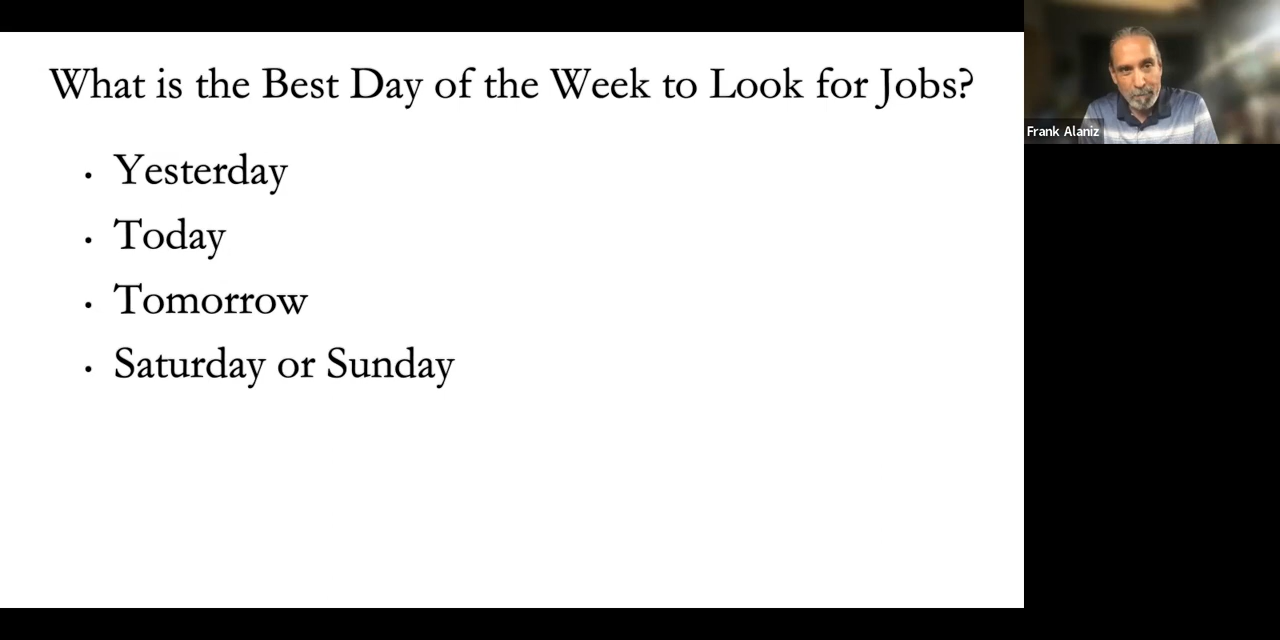 What is the Best Day of the Week to Look for Jobs?
• Yesterday
• Today
• Tomorrow
• Saturday or Sunday
Frank Alaniz